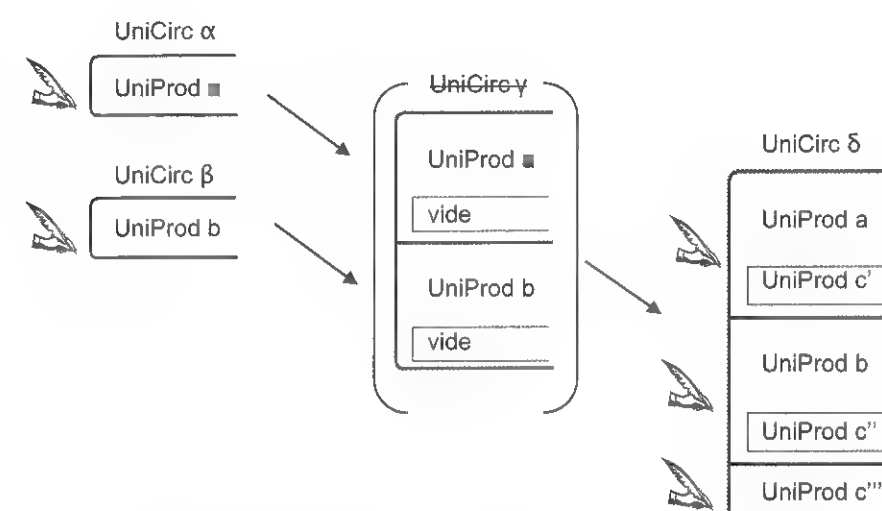 UniCirc α
UniProd ■
UniCirc β
UniProd b
UniCirc γ
UniProd ■
vide
UniProd b
vide
UniCirc δ
UniProd a
UniProd c'
UniProd b
UniProd c''
UniProd c'''